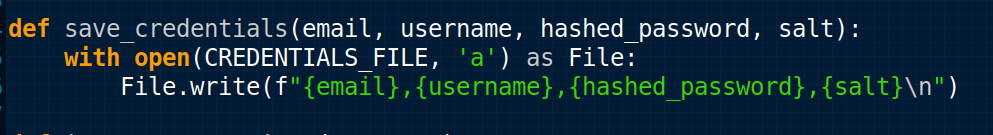 def save_credentials(email, username, hashed_password, salt):
    with open(CREDENTIALS_FILE, 'a') as File:
        File.write(f"{email},{username},{hashed_password},{salt}\n")